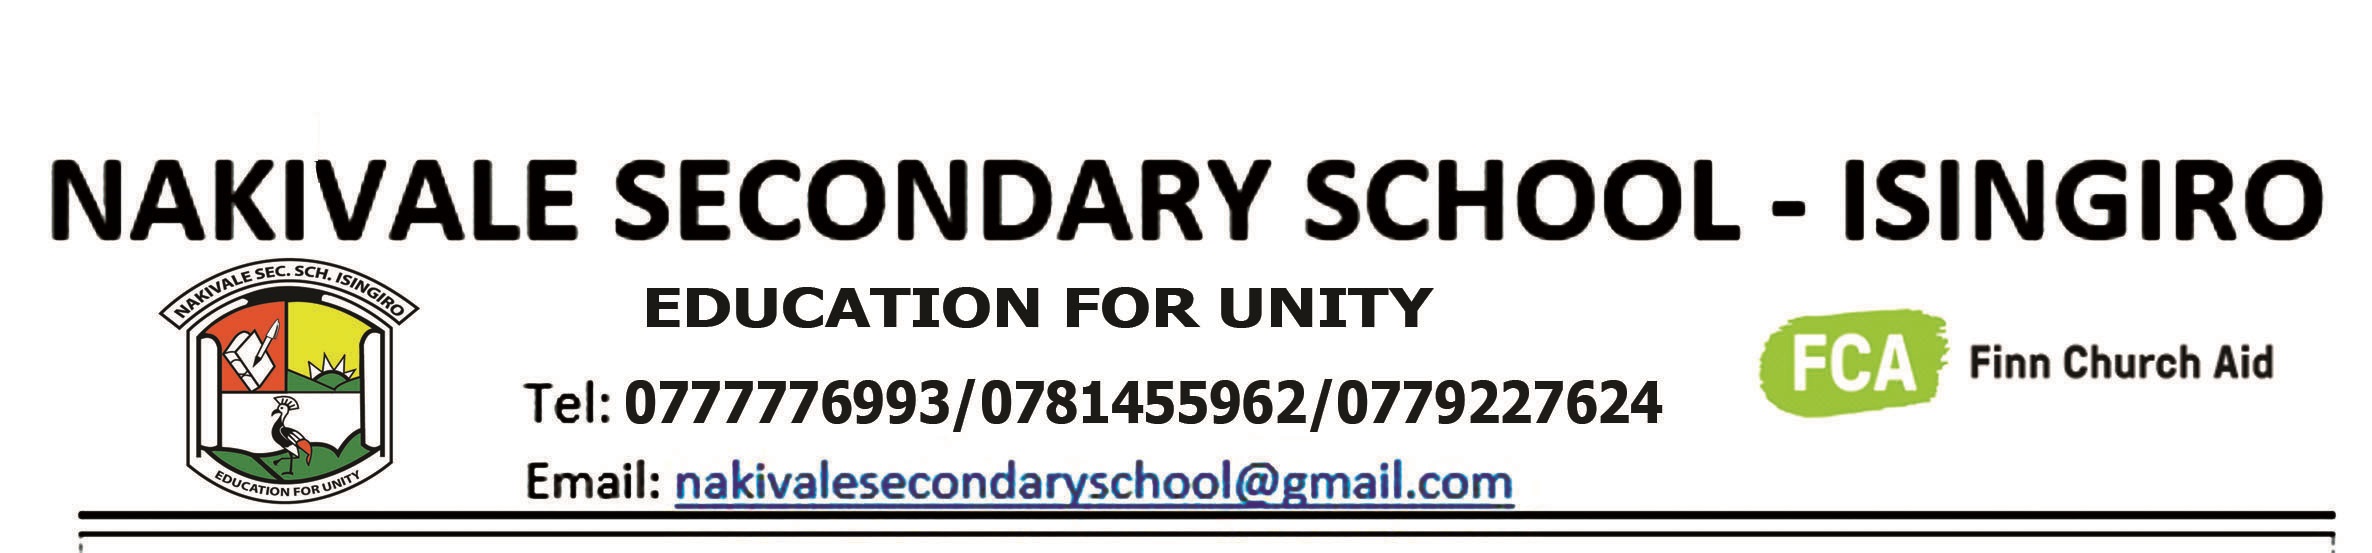 NAKIVALE SECONDARY SCHOOL - ISINGIRO
NAKIVALE SEC. SCH. ISINGIRO
EDUCATION FOR UNITY
EDUCATION FOR UNITY
Tel: 0777776993/0781455962/0779227624
Email: nakivalesecondaryschool@gmail.com
FCA Finn Church Aid